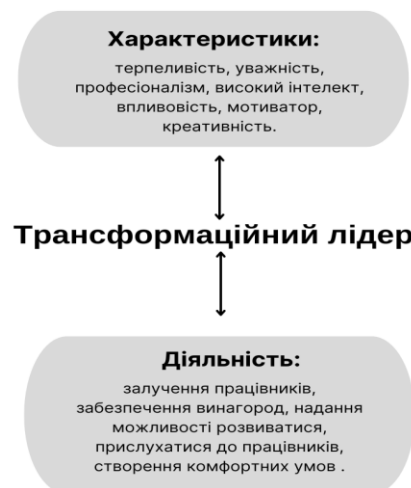 Характеристики:
терпеливість, уважність,
професіоналізм, високий інтелект,
впливовість, мотиватор,
креативність.
Трансформаційний лідер
Діяльність:
залучення працівників,
забезпечення винагород, надання
можливості розвиватися,
прислухатися до працівників,
створення комфортних умов .